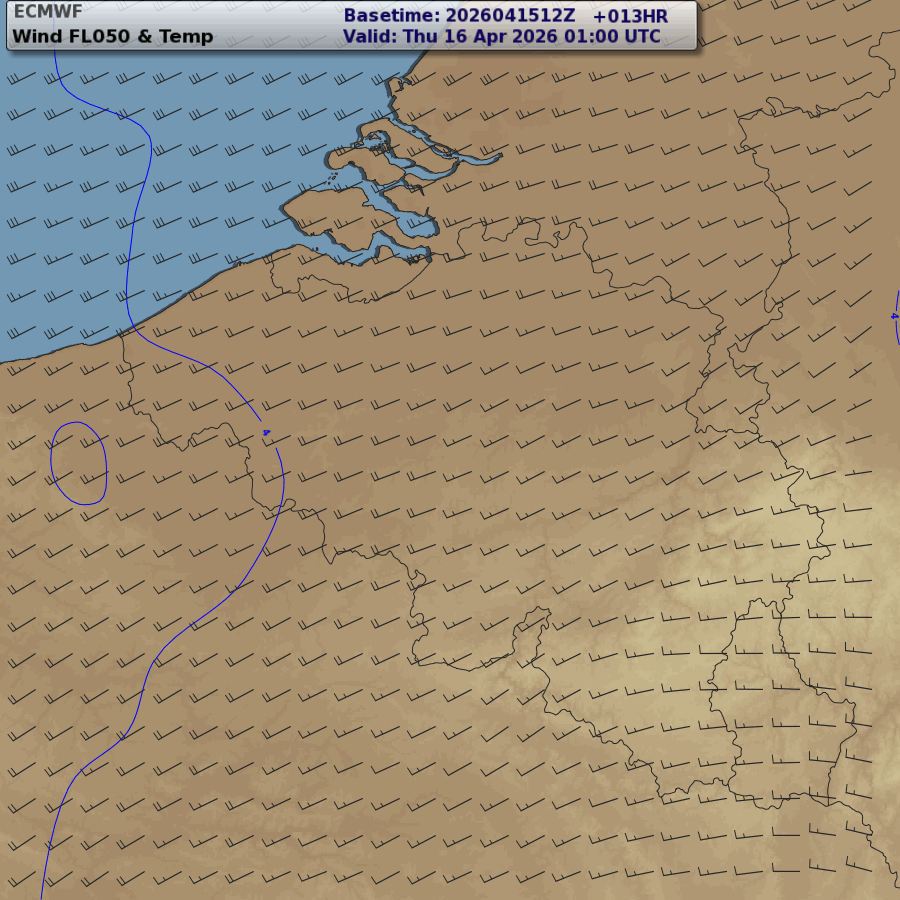 ECMWF
Basetime: 2026041512Z +013HR
Wind FL050 & Temp
Valid: Thu 16 Apr 2026 01:00 UTC
4
4